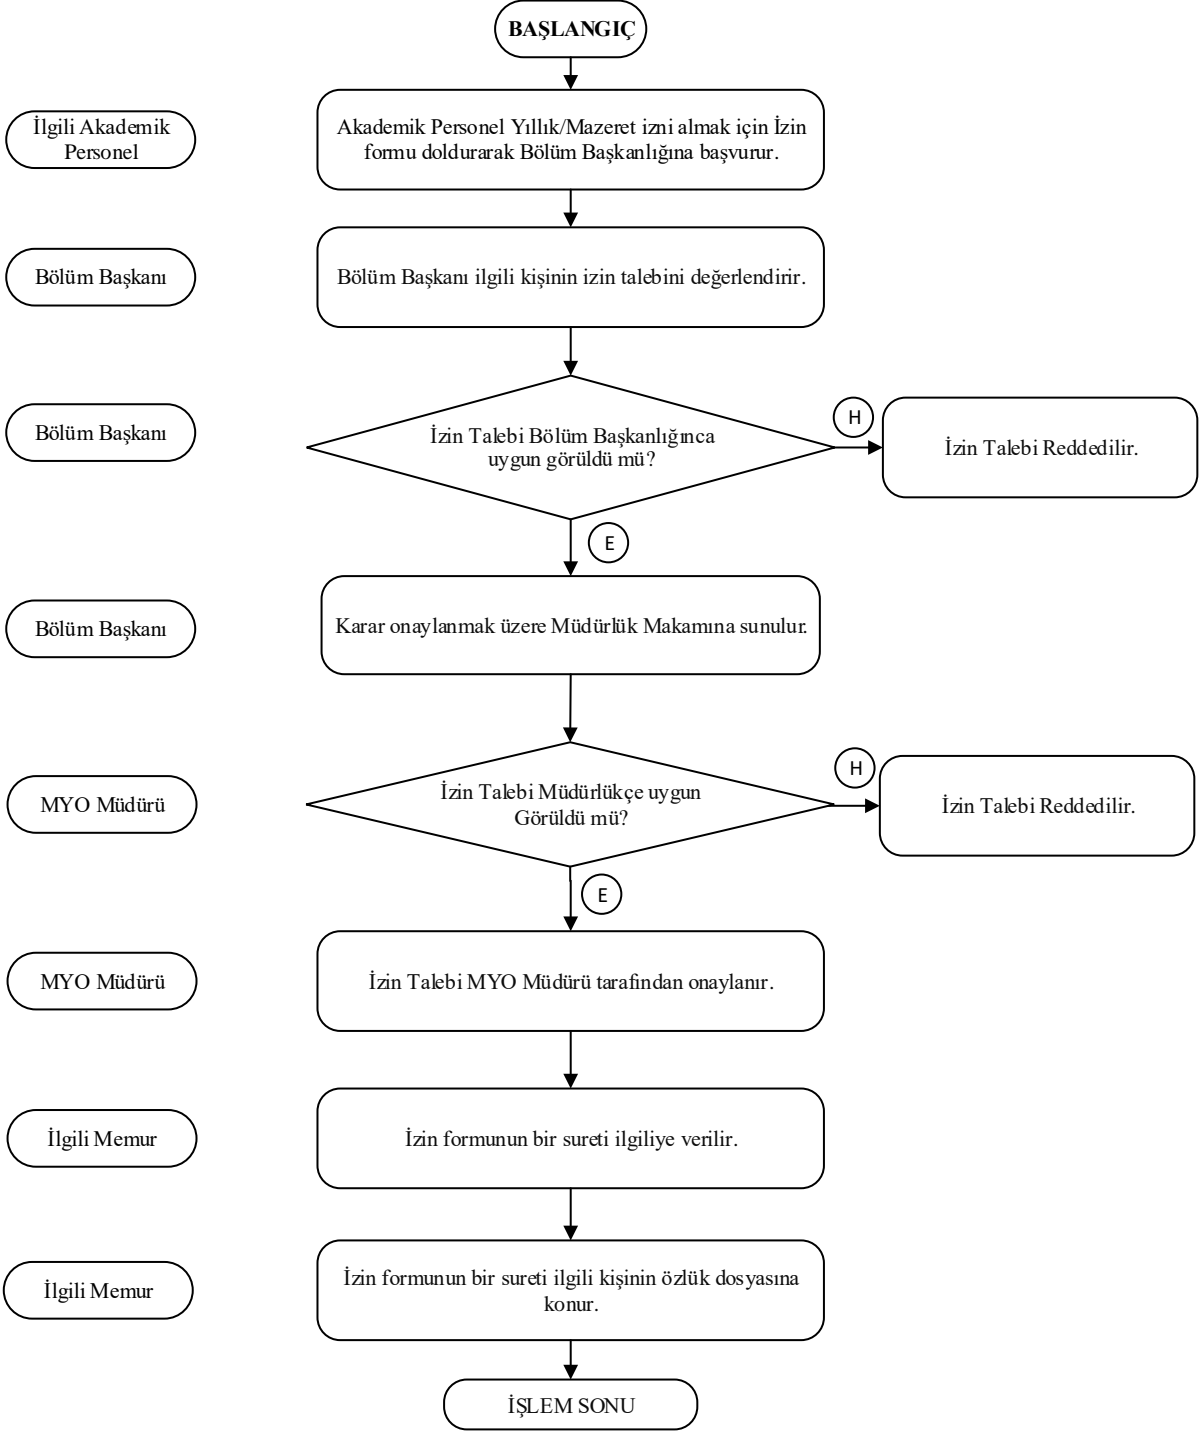 BAŞLANGIÇ
İlgili Akademik
Personel
Akademik Personel Yıllık/Mazeret izni almak için İzin
formu doldurarak Bölüm Başkanlığına başvurur.
Bölüm Başkanı
Bölüm Başkanı ilgili kişinin izin talebini değerlendirir.
Bölüm Başkanı
İzin Talebi Bölüm Başkanlığınca
uygun görüldü mü?
H
İzin Talebi Reddedilir.
E
Bölüm Başkanı
Karar onaylanmak üzere Müdürlük Makamına sunulur.
MYO Müdürü
İzin Talebi Müdürlükçe uygun
Görüldü mü?
H
İzin Talebi Reddedilir.
E
MYO Müdürü
İzin Talebi MYO Müdürü tarafından onaylanır.
İlgili Memur
İzin formunun bir sureti ilgiliye verilir.
İlgili Memur
İzin formunun bir sureti ilgili kişinin özlük dosyasına
konur.
İŞLEM SONU